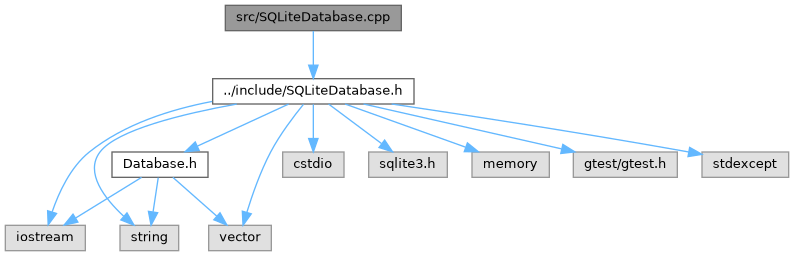 src/SQLiteDatabase.cpp
../include/SQLiteDatabase.h
Database.h
cstdio
sqlite3.h
memory
gtest/gtest.h
stdexcept
iostream
string
vector